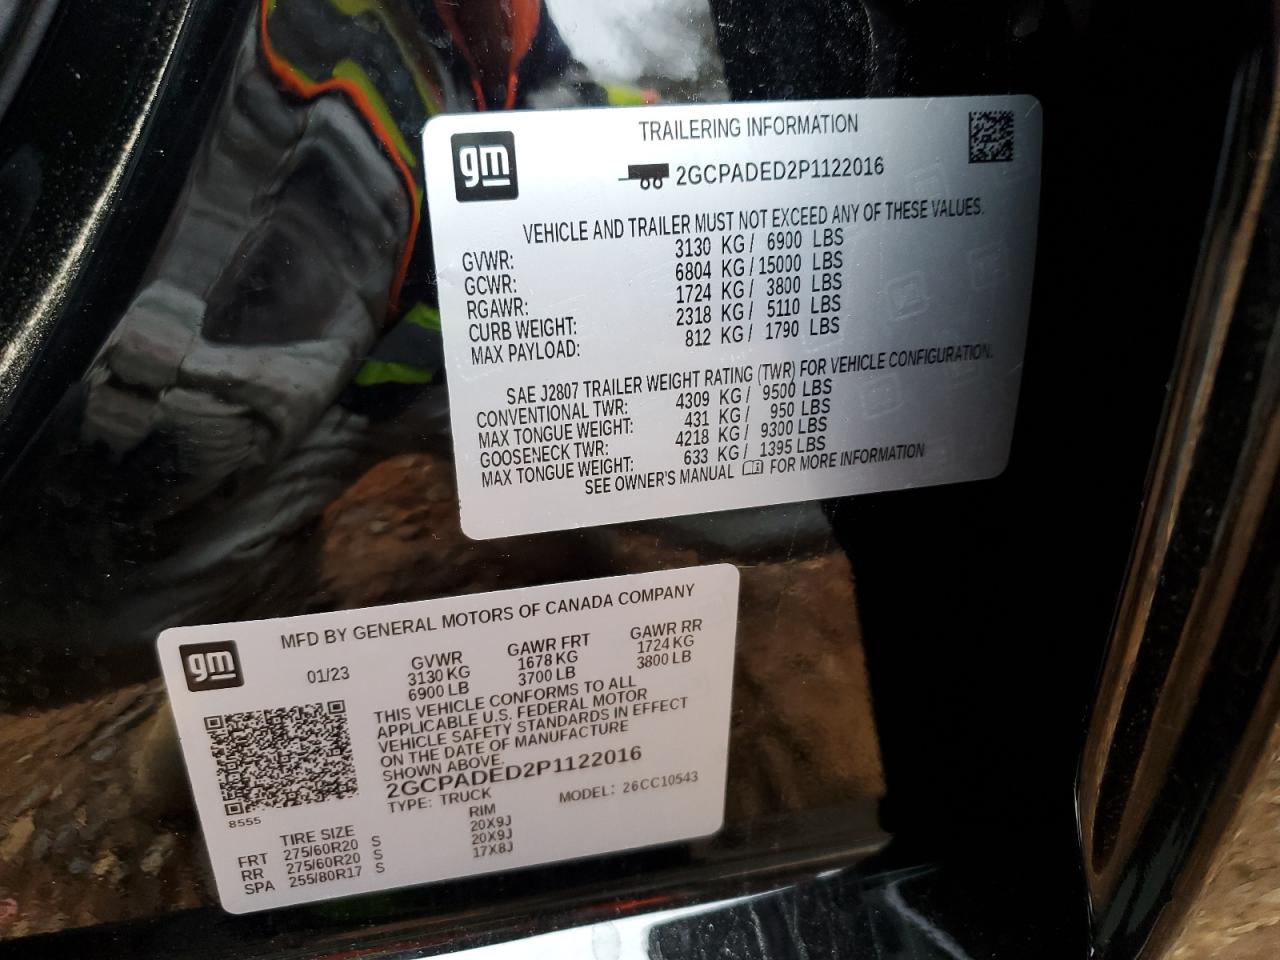 gm
TRAILERING INFORMATION
2GCPADED2P1122016
VEHICLE AND TRAILER MUST NOT EXCEED ANY OF THESE VALUES.
GVWR: 3130 KG / 6900 LBS
GCWR: 6804 KG / 15000 LBS
RGAWR: 1724 KG / 3800 LBS
CURB WEIGHT: 2318 KG / 5110 LBS
MAX PAYLOAD: 812 KG / 1790 LBS
SAE J2807 TRAILER WEIGHT RATING (TWR) FOR VEHICLE CONFIGURATION.
CONVENTIONAL TWR: 4309 KG / 9500 LBS
MAX TONGUE WEIGHT: 431 KG / 950 LBS
GOOSENECK TWR: 4218 KG / 9300 LBS
MAX TONGUE WEIGHT: 633 KG / 1395 LBS
SEE OWNER'S MANUAL FOR MORE INFORMATION
gm
MFD BY GENERAL MOTORS OF CANADA COMPANY
01/23 GVWR GAWR FRT GAWR RR
3130 KG 1678 KG 1724 KG
6900 LB 3700 LB 3800 LB
THIS VEHICLE CONFORMS TO ALL
APPLICABLE U.S. FEDERAL MOTOR
VEHICLE SAFETY STANDARDS IN EFFECT
ON THE DATE OF MANUFACTURE
SHOWN ABOVE.
2GCPADED2P1122016
TYPE: TRUCK MODEL: 26CC10543
8555
TIRE SIZE RIM
FRT 275/60R20 S 20X9J
RR 275/60R20 S 20X9J
SPA 255/80R17 S 17X8J